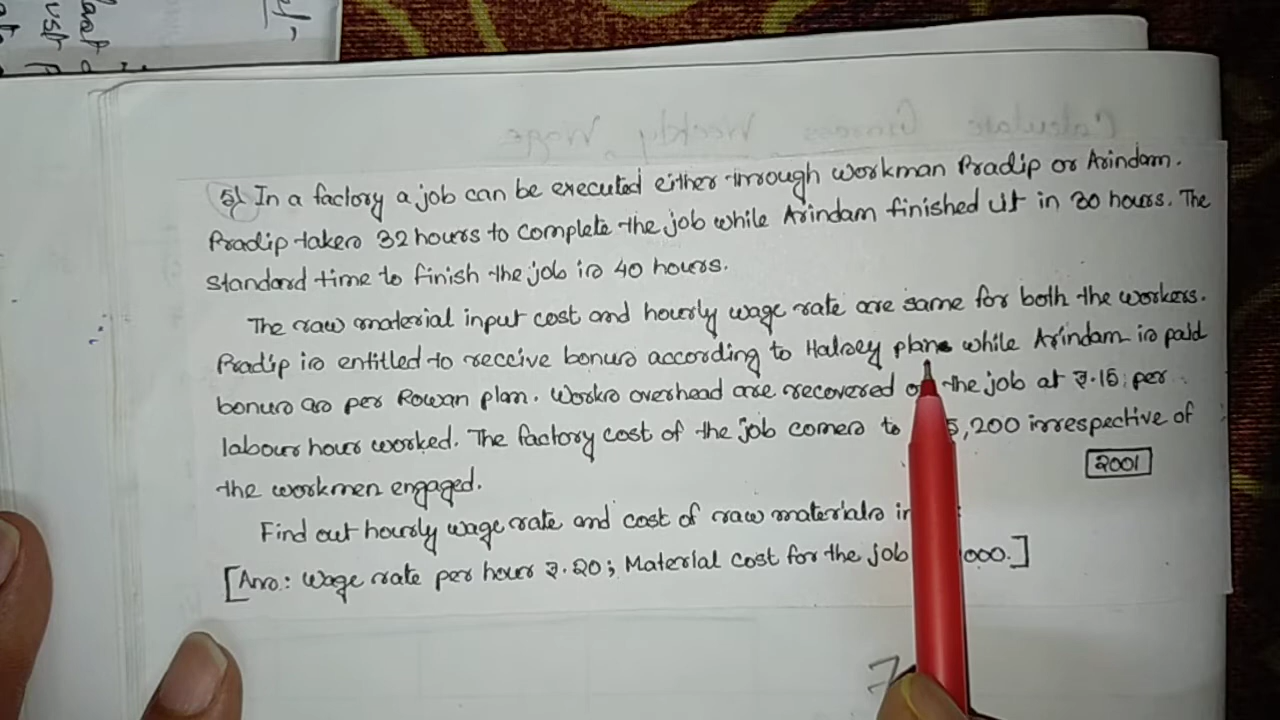 Calculate Gross Weekly Wage
5) In a factory a job can be executed either through workman Pradip or Arindam.
Pradip takes 32 hours to complete the job while Arindam finished it in 30 hours. The
standard time to finish the job is 40 hours.
The raw material input cost and hourly wage rate are same for both the workers.
Pradip is entitled to receive bonus according to Halsey plan while Arindam is paid
bonus as per Rowan plan. Works overhead are recovered on the job at ₹.15 per
labour hour worked. The factory cost of the job comes to 5,200 irrespective of
the workmen engaged.
2001
Find out hourly wage rate and cost of raw materials
[Ans: Wage rate per hour ₹.20; Material cost for the job 000.]